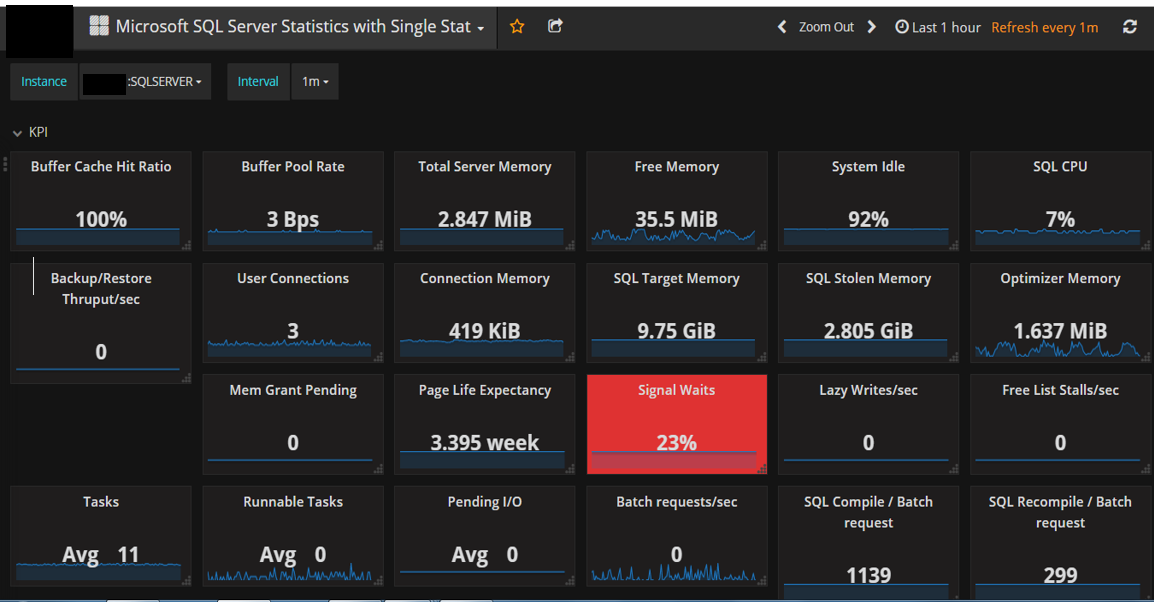 Microsoft SQL Server Statistics with Single Stat
Zoom Out
Last 1 hour
Refresh every 1m
Instance
:SQLSERVER
Interval
1m
KPI
Buffer Cache Hit Ratio
100%
Buffer Pool Rate
3 Bps
Total Server Memory
2.847 MiB
Free Memory
35.5 MiB
System Idle
92%
SQL CPU
7%
Backup/Restore
Thruput/sec
0
User Connections
3
Connection Memory
419 KiB
SQL Target Memory
9.75 GiB
SQL Stolen Memory
2.805 GiB
Optimizer Memory
1.637 MiB
Mem Grant Pending
0
Page Life Expectancy
3.395 week
Signal Waits
23%
Lazy Writes/sec
0
Free List Stalls/sec
0
Tasks
Avg 11
Runnable Tasks
Avg 0
Pending I/O
Avg 0
Batch requests/sec
0
SQL Compile / Batch
request
1139
SQL Recompile / Batch
request
299